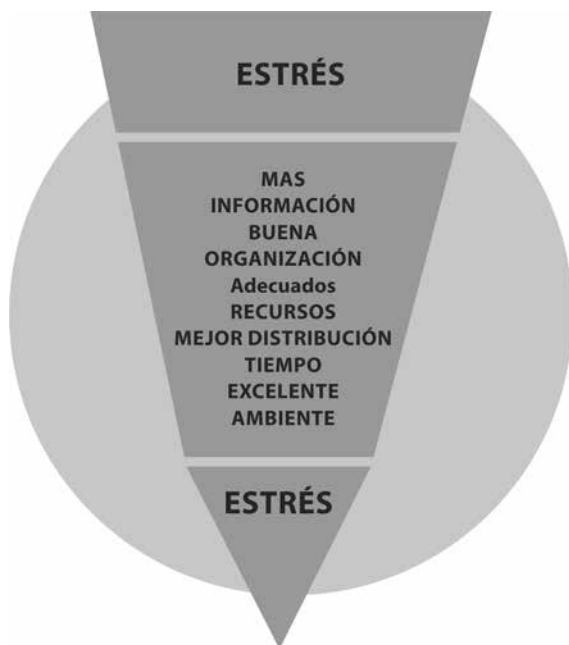 ESTRÉS
MAS
INFORMACIÓN
BUENA
ORGANIZACIÓN
Adecuados
RECURSOS
MEJOR DISTRIBUCIÓN
TIEMPO
EXCELENTE
AMBIENTE
ESTRÉS